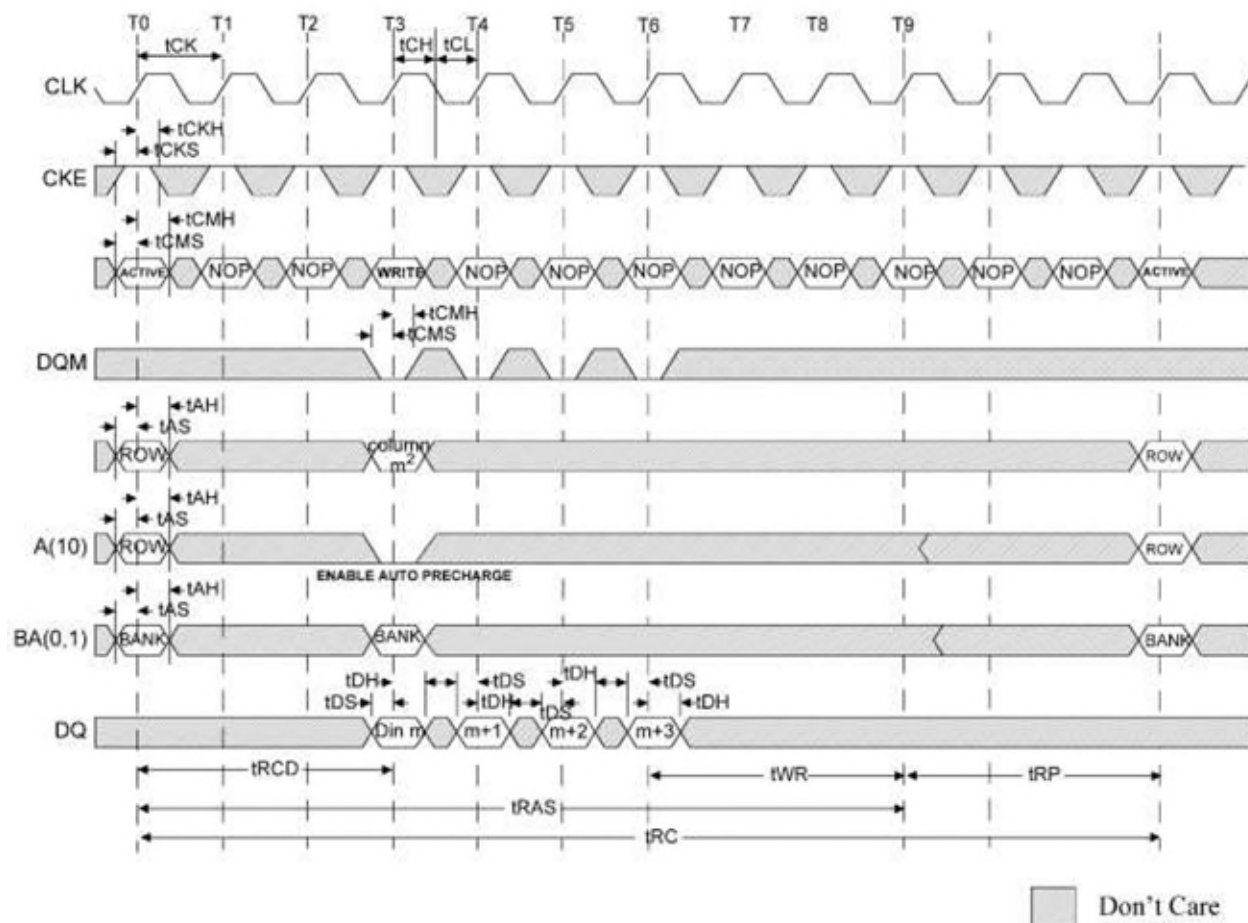 T0 T1 T2 T3 T4 T5 T6 T7 T8 T9
tCK tCH tCL
CLK
tCKH
tCKS
CKE
tCMH
tCMS
ACTIVE NOP NOP WRITE NOP NOP NOP NOP NOP NOP NOP NOP ACTIVE
tCMH
tCMS
DQM
tAH
tAS
ROW column m2 ROW
tAH
tAS
A(10) ROW ROW
ENABLE AUTO PRECHARGE
tAH
tAS
BA(0,1) BANK BANK BANK
tDH tDS tDH tDS
tDS tDH tDS tDH
DQ Din m m+1 m+2 m+3
tRCD tWR tRP
tRAS
tRC
Don't Care